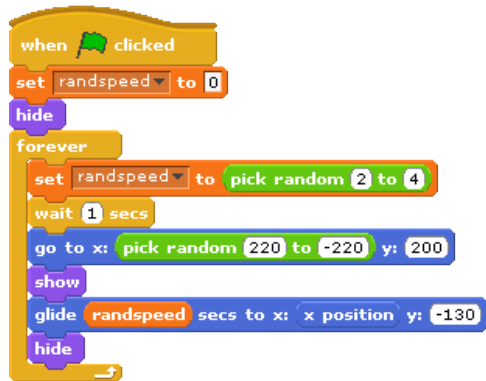 when clicked
set randspeed to 0
hide
forever
set randspeed to pick random 2 to 4
wait 1 secs
go to x: pick random 220 to -220 y: 200
show
glide randspeed secs to x: x position y: -130
hide